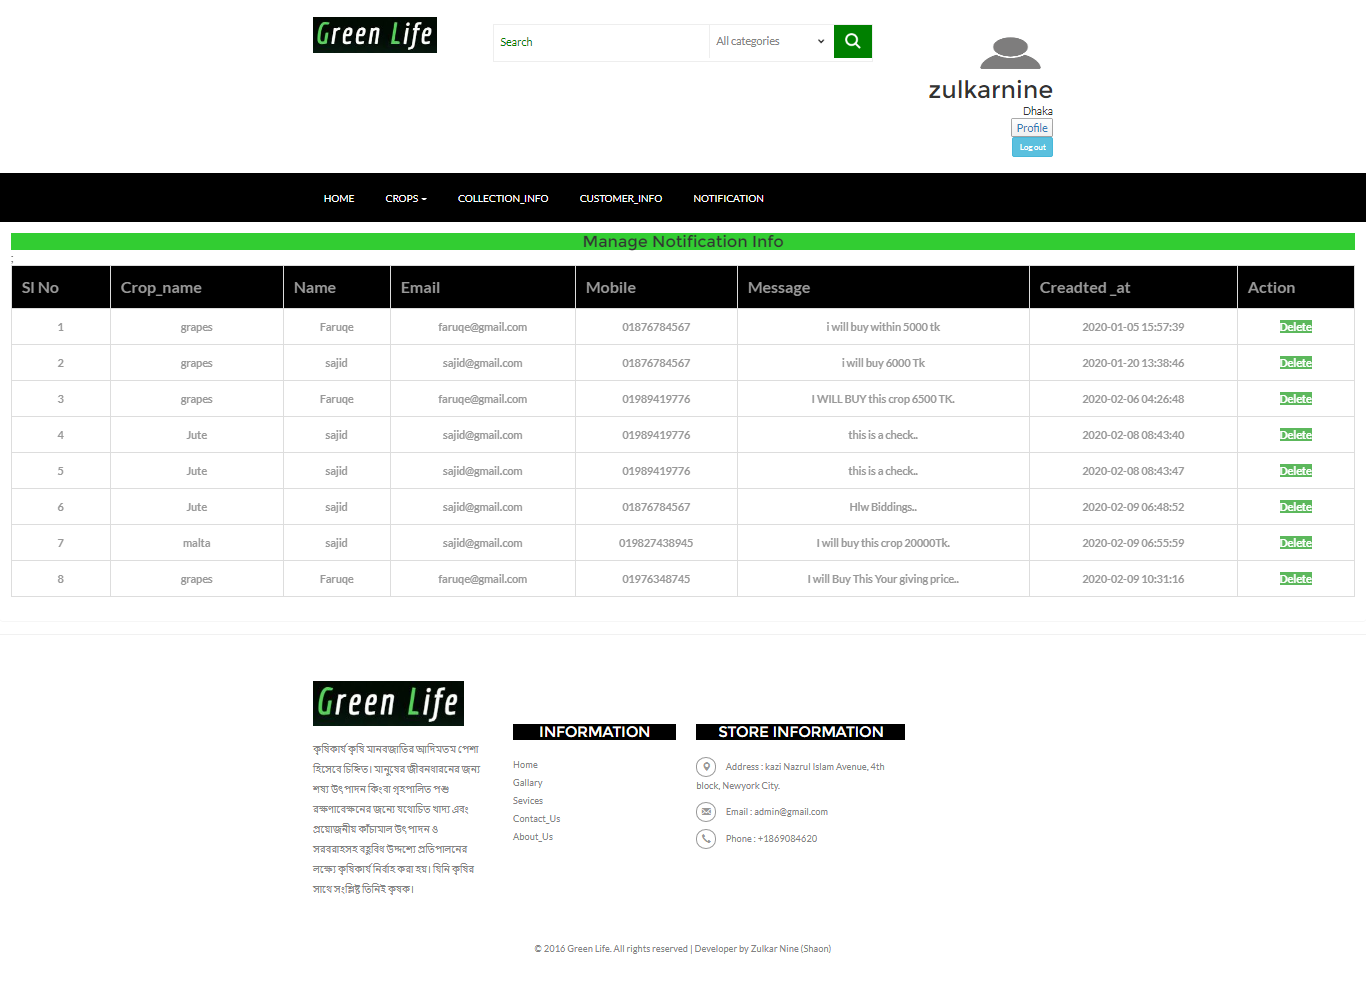 Green Life
Search
All categories
zulkarnine
Dhaka
Profile
Log out
HOME CROPS COLLECTION_INFO CUSTOMER_INFO NOTIFICATION
Manage Notification Info
;
SI No Crop_name Name Email Mobile Message Creadted _at Action
1 grapes Faruqe faruqe@gmail.com 01876784567 i will buy within 5000 tk 2020-01-05 15:57:39 Delete
2 grapes sajid sajid@gmail.com 01876784567 i will buy 6000 Tk 2020-01-20 13:38:46 Delete
3 grapes Faruqe faruqe@gmail.com 01989419776 I WILL BUY this crop 6500 TK. 2020-02-06 04:26:48 Delete
4 Jute sajid sajid@gmail.com 01989419776 this is a check.. 2020-02-08 08:43:40 Delete
5 Jute sajid sajid@gmail.com 01989419776 this is a check.. 2020-02-08 08:43:47 Delete
6 Jute sajid sajid@gmail.com 01876784567 Hlw Biddings.. 2020-02-09 06:48:52 Delete
7 malta sajid sajid@gmail.com 019827438945 I will buy this crop 20000Tk. 2020-02-09 06:55:59 Delete
8 grapes Faruqe faruqe@gmail.com 01976348745 I will Buy This Your giving price.. 2020-02-09 10:31:16 Delete
Green Life
কৃষিকার্য কৃষি মানবজাতির আদিমতম পেশা
হিসেবে চিহ্নিত। মানুষের জীবনধারনের জন্য
শষ্য উৎপাদন কিংবা গৃহপালিত পশু
রক্ষণাবেক্ষনের জন্যে যথোচিত খাদ্য এবং
প্রয়োজনীয় কাঁচামাল উৎপাদন ও
সরবরাহসহ বহুবিধ উদ্দশ্যে প্রতিপালনের
লক্ষ্যে কৃষিকার্য নির্বাহ করা হয়। যিনি কৃষির
সাথে সংশ্লিষ্ট তিনিই কৃষক।
INFORMATION
Home
Gallary
Sevices
Contact_Us
About_Us
STORE INFORMATION
Address : kazi Nazrul Islam Avenue, 4th
block, Newyork City.
Email : admin@gmail.com
Phone : +1869084620
© 2016 Green Life. All rights reserved | Developer by Zulkar Nine (Shaon)